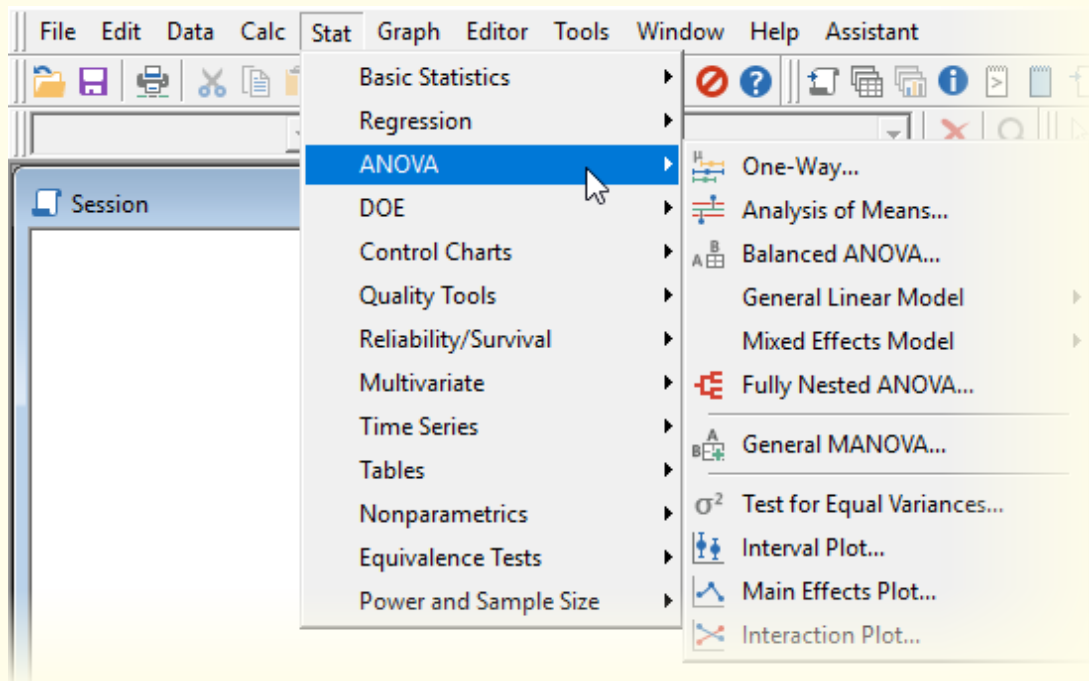 File Edit Data Calc Stat Graph Editor Tools Window Help Assistant
Session
Basic Statistics
Regression
ANOVA
DOE
Control Charts
Quality Tools
Reliability/Survival
Multivariate
Time Series
Tables
Nonparametrics
Equivalence Tests
Power and Sample Size
One-Way...
Analysis of Means...
Balanced ANOVA...
General Linear Model
Mixed Effects Model
Fully Nested ANOVA...
General MANOVA...
σ² Test for Equal Variances...
Interval Plot...
Main Effects Plot...
Interaction Plot...